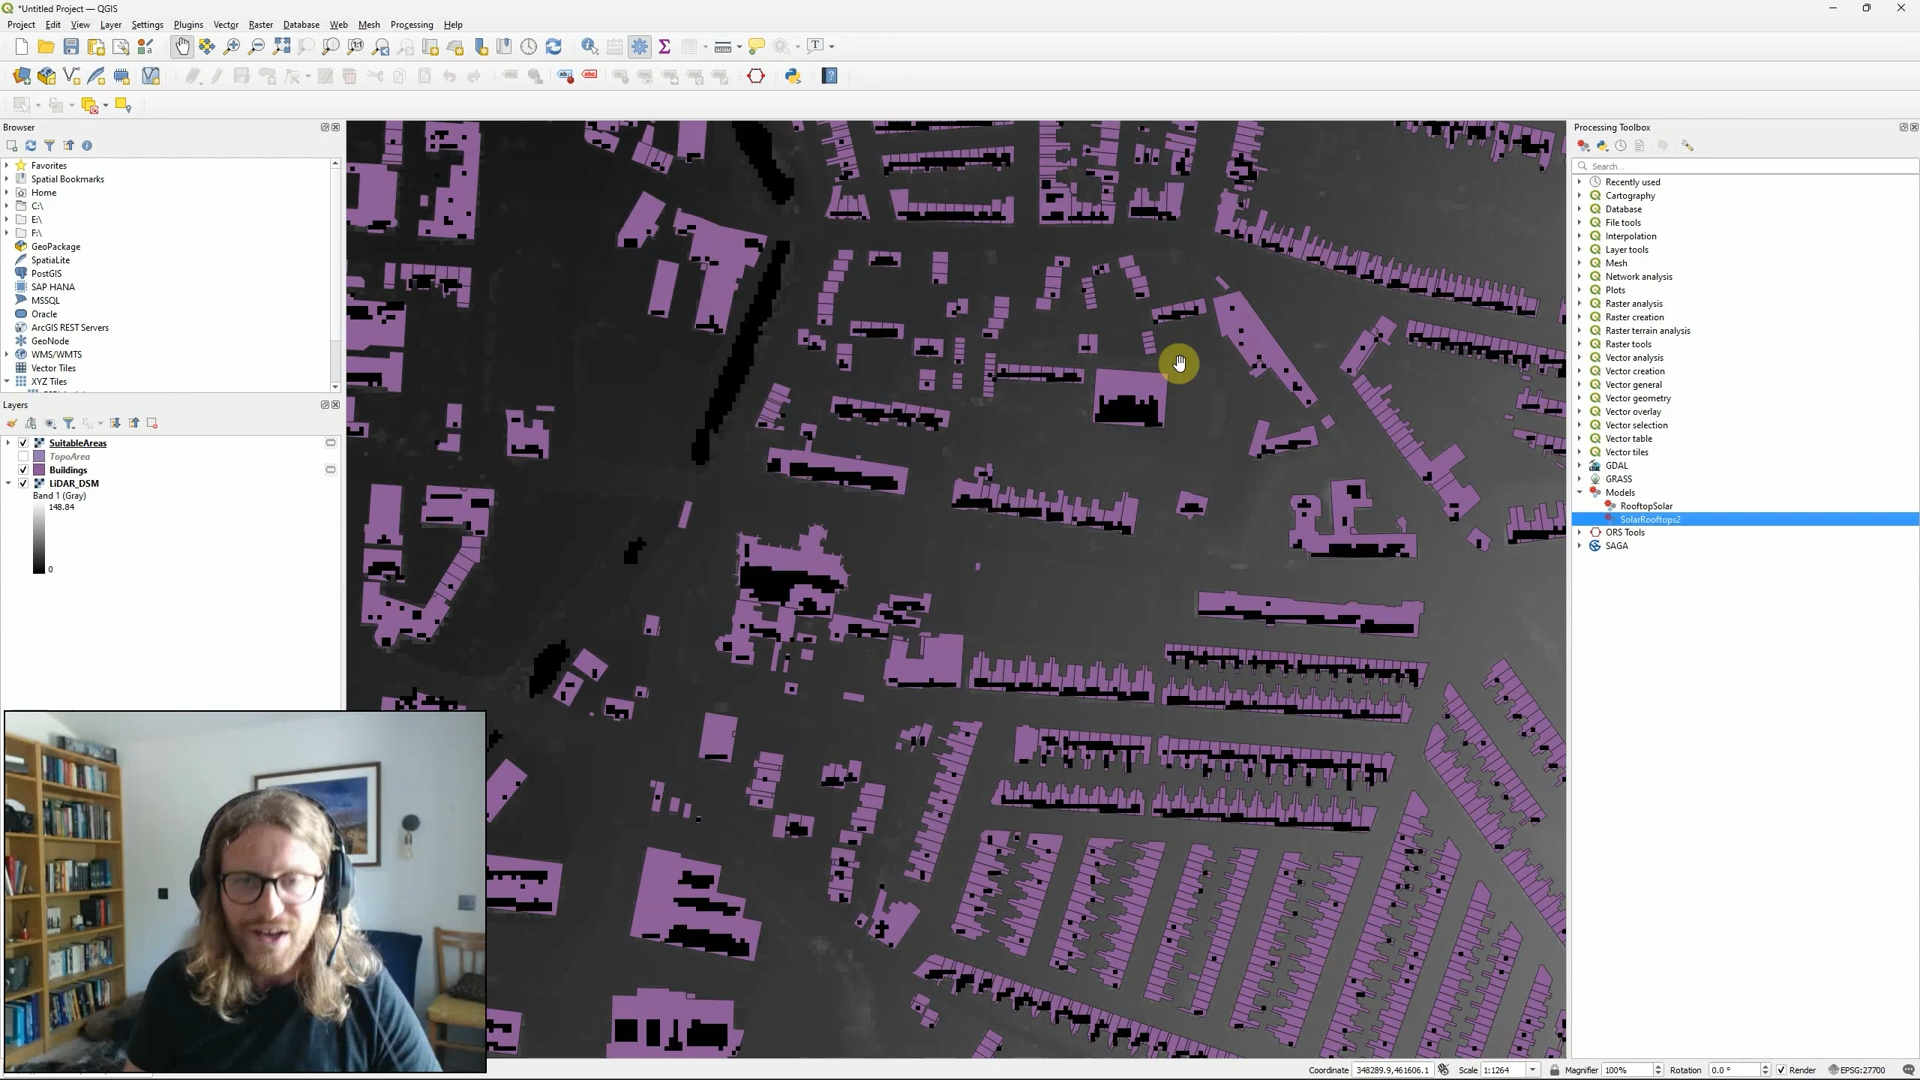 *Untitled Project — QGIS
Project Edit View Layer Settings Plugins Vector Raster Database Web Mesh Processing Help
Browser
Favorites
Spatial Bookmarks
Home
C:\
E:\
F:\
GeoPackage
SpatiaLite
PostGIS
SAP HANA
MSSQL
Oracle
ArcGIS REST Servers
GeoNode
WMS/WMTS
Vector Tiles
XYZ Tiles
Layers
SuitableAreas
TopoArea
Buildings
LiDAR_DSM
Band 1 (Gray)
148.84
0
Processing Toolbox
Search...
Recently used
Cartography
Database
File tools
Interpolation
Layer tools
Mesh
Network analysis
Plots
Raster analysis
Raster creation
Raster terrain analysis
Raster tools
Vector analysis
Vector creation
Vector general
Vector geometry
Vector overlay
Vector selection
Vector table
Vector tiles
GDAL
GRASS
Models
RooftopSolar
SolarRooftops2
ORS Tools
SAGA
Coordinate 348289.9,461606.1 Scale 1:1264 Magnifier 100% Rotation 0.0 ° Render EPSG:27700